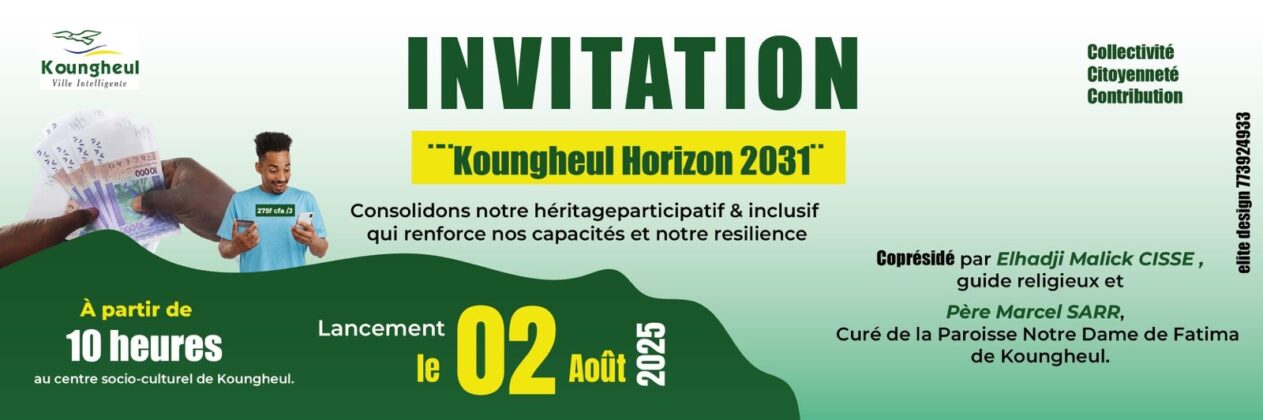 Koungheul
Ville Intelligente
INVITATION
¨¨Koungheul Horizon 2031¨
Consolidons notre héritageparticipatif & inclusif
qui renforce nos capacités et notre resilience
Collectivité
Citoyenneté
Contribution
elite design 773924933
10000
275f cfa /J
Coprésidé par Elhadji Malick CISSE ,
guide religieux et
Père Marcel SARR,
Curé de la Paroisse Notre Dame de Fatima
de Koungheul.
À partir de
10 heures
au centre socio-culturel de Koungheul.
Lancement
le 02 Août 2025